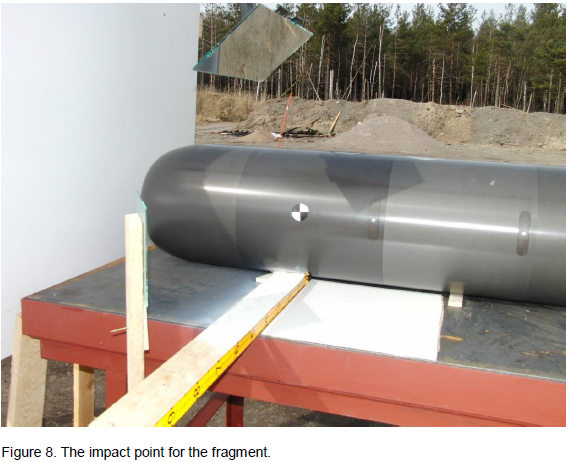 Figure 8. The impact point for the fragment.